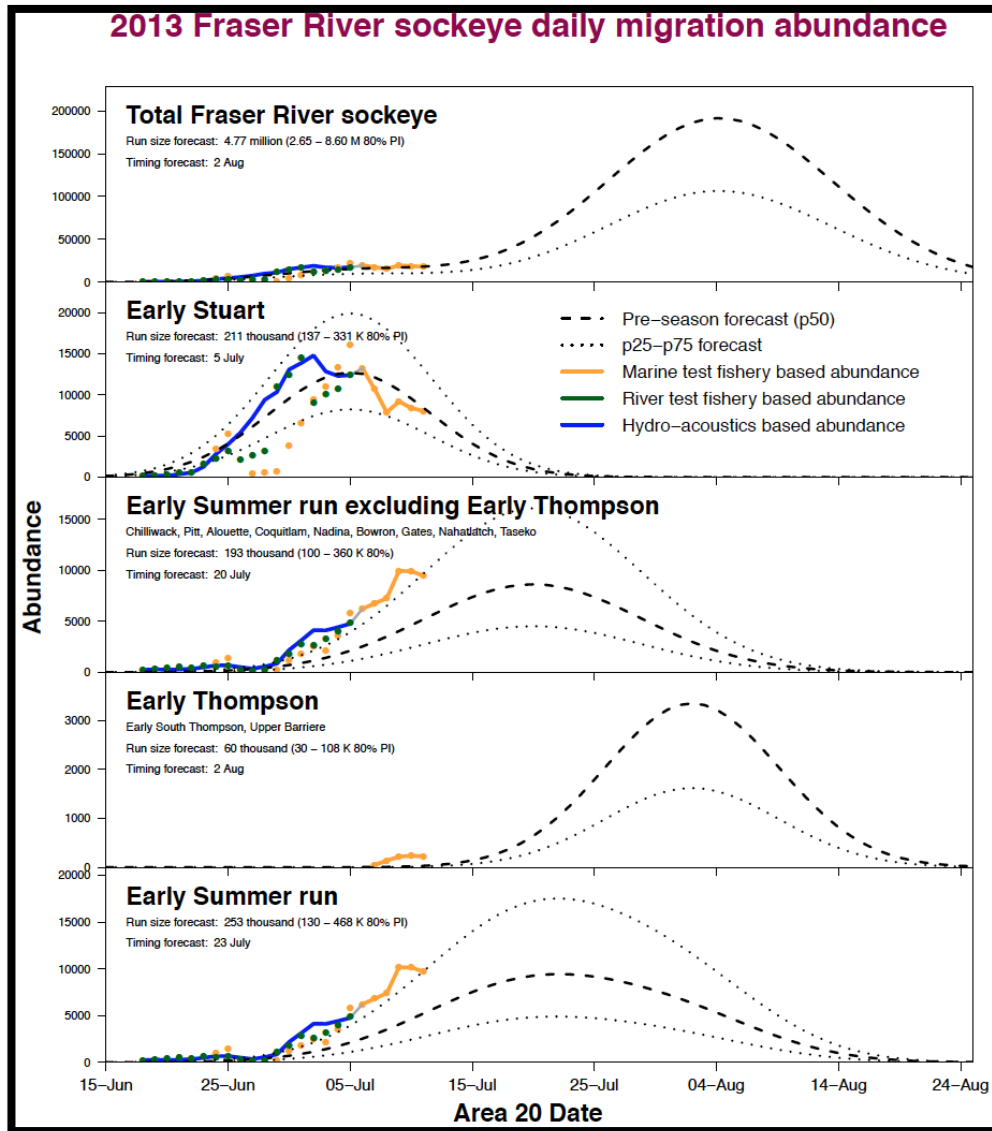 2013 Fraser River sockeye daily migration abundance
Total Fraser River sockeye
Run size forecast: 4.77 million (2.65 – 8.60 M 80% PI)
Timing forecast: 2 Aug
200000
150000
100000
50000
0
Early Stuart
Run size forecast: 211 thousand (137 – 331 K 80% PI)
Timing forecast: 5 July
20000
15000
10000
5000
0
Pre–season forecast (p50)
p25–p75 forecast
Marine test fishery based abundance
River test fishery based abundance
Hydro–acoustics based abundance
Early Summer run excluding Early Thompson
Chilliwack, Pitt, Alouette, Coquitlam, Nadina, Bowron, Gates, Nahatlatch, Taseko
Run size forecast: 193 thousand (100 – 360 K 80%)
Timing forecast: 20 July
15000
10000
5000
0
Early Thompson
Early South Thompson, Upper Barriere
Run size forecast: 60 thousand (30 – 108 K 80% PI)
Timing forecast: 2 Aug
3000
2000
1000
0
Early Summer run
Run size forecast: 253 thousand (130 – 468 K 80% PI)
Timing forecast: 23 July
20000
15000
10000
5000
0
Abundance
15–Jun 25–Jun 05–Jul 15–Jul 25–Jul 04–Aug 14–Aug 24–Aug
Area 20 Date